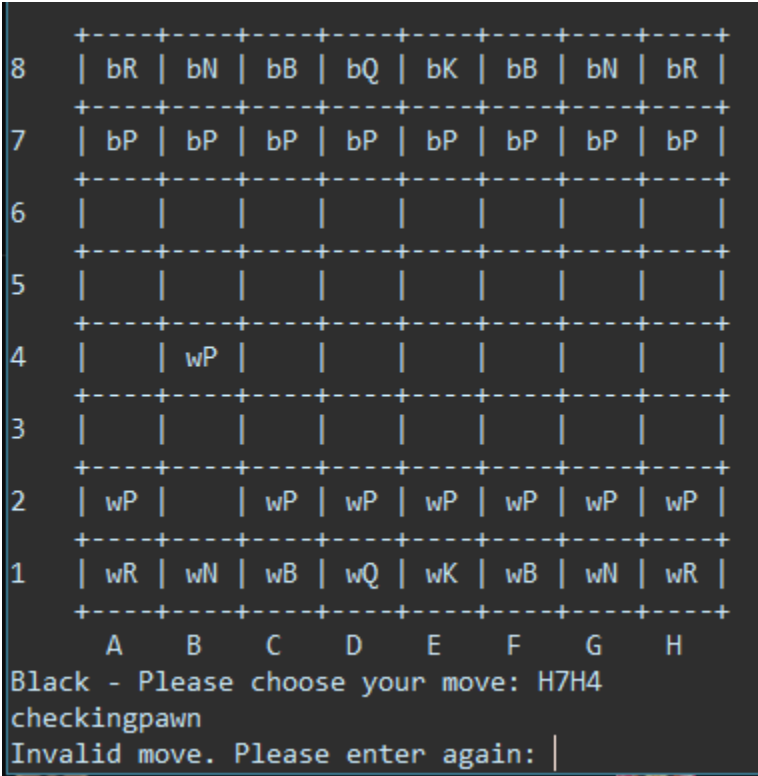 +----+----+----+----+----+----+----+----+
8 | bR | bN | bB | bQ | bK | bB | bN | bR |
+----+----+----+----+----+----+----+----+
7 | bP | bP | bP | bP | bP | bP | bP | bP |
+----+----+----+----+----+----+----+----+
6 | | | | | | | | |
+----+----+----+----+----+----+----+----+
5 | | | | | | | | |
+----+----+----+----+----+----+----+----+
4 | | wP | | | | | | |
+----+----+----+----+----+----+----+----+
3 | | | | | | | | |
+----+----+----+----+----+----+----+----+
2 | wP | | wP | wP | wP | wP | wP | wP |
+----+----+----+----+----+----+----+----+
1 | wR | wN | wB | wQ | wK | wB | wN | wR |
+----+----+----+----+----+----+----+----+
A B C D E F G H
Black - Please choose your move: H7H4
checkingpawn
Invalid move. Please enter again: